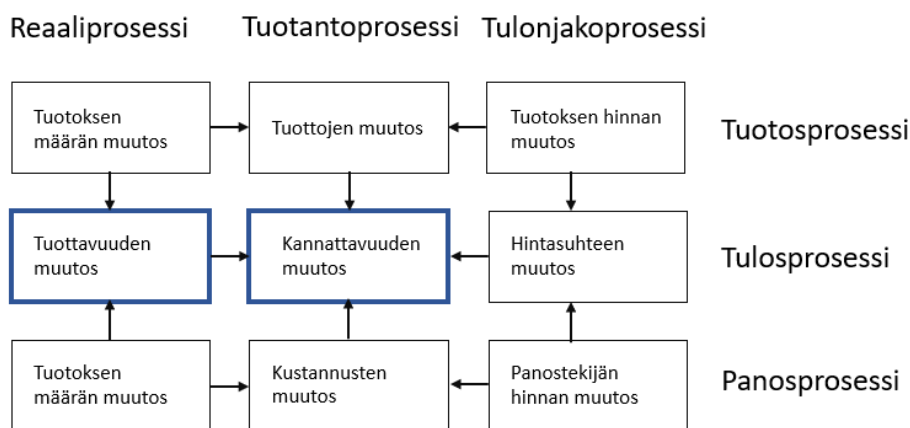 Reaaliprosessi
Tuotantoprosessi
Tulonjakoprosessi
Tuotoksen
määrän muutos
Tuottojen muutos
Tuotoksen hinnan
muutos
Tuotosprosessi
Tuottavuuden
muutos
Kannattavuuden
muutos
Hintasuhteen
muutos
Tulosprosessi
Tuotoksen
määrän muutos
Kustannusten
muutos
Panostekijän
hinnan muutos
Panosprosessi